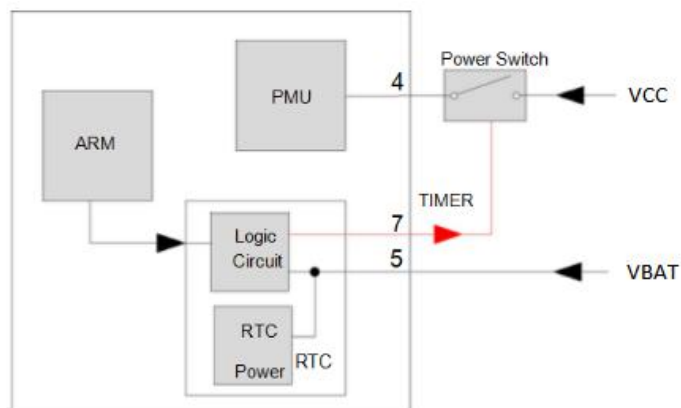 Power Switch
4
PMU
VCC
ARM
TIMER
7
Logic
Circuit
5
VBAT
RTC
RTC
Power